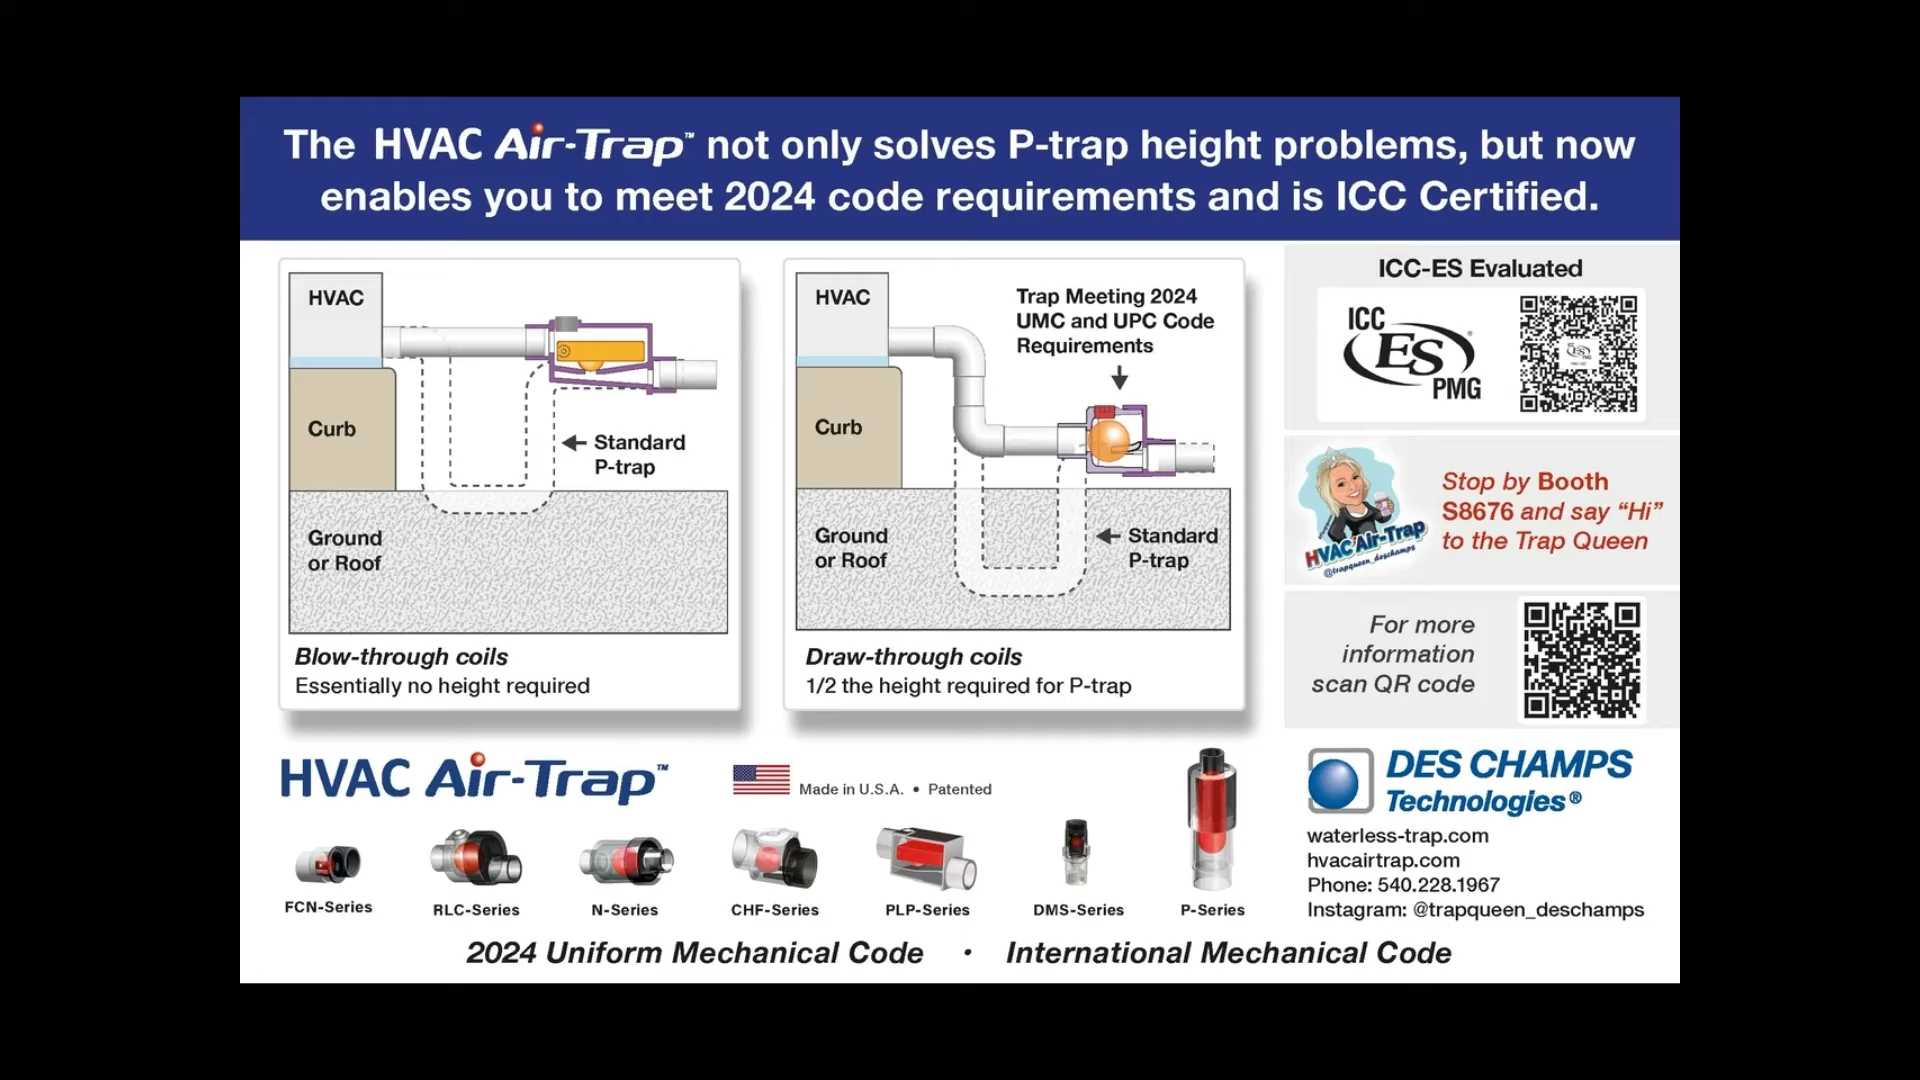 The HVAC Air-Trap™ not only solves P-trap height problems, but now
enables you to meet 2024 code requirements and is ICC Certified.
HVAC
Curb
Ground
or Roof
Standard
P-trap
Blow-through coils
Essentially no height required
HVAC
Curb
Ground
or Roof
Trap Meeting 2024
UMC and UPC Code
Requirements
Standard
P-trap
Draw-through coils
1/2 the height required for P-trap
ICC-ES Evaluated
ICC
ES
PMG
HVAC Air-Trap
@trapqueen_deschamps
Stop by Booth
S8676 and say “Hi”
to the Trap Queen
For more
information
scan QR code
HVAC Air-Trap™
Made in U.S.A. • Patented
FCN-Series
RLC-Series
N-Series
CHF-Series
PLP-Series
DMS-Series
P-Series
DES CHAMPS
Technologies®
waterless-trap.com
hvacairtrap.com
Phone: 540.228.1967
Instagram: @trapqueen_deschamps
2024 Uniform Mechanical Code • International Mechanical Code